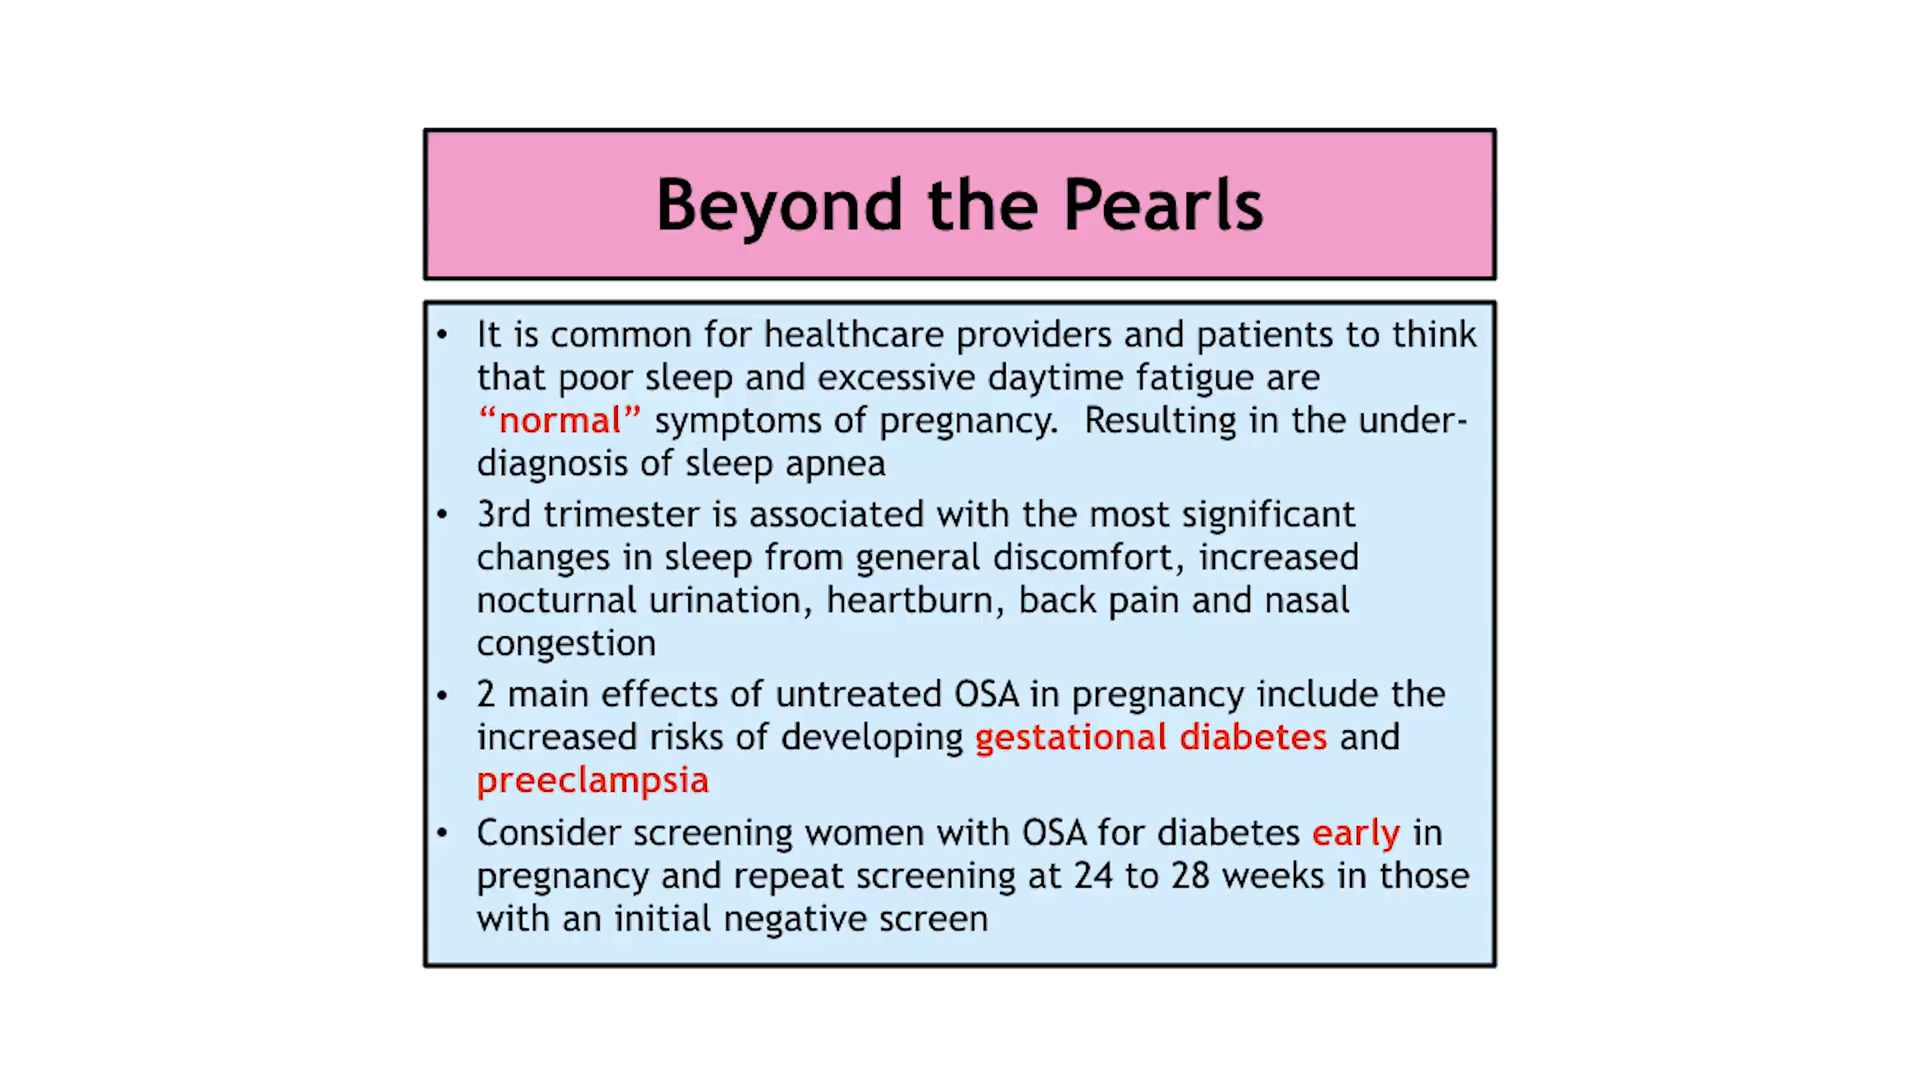 Beyond the Pearls
• It is common for healthcare providers and patients to think
that poor sleep and excessive daytime fatigue are
“normal” symptoms of pregnancy.  Resulting in the under-
diagnosis of sleep apnea
• 3rd trimester is associated with the most significant
changes in sleep from general discomfort, increased
nocturnal urination, heartburn, back pain and nasal
congestion
• 2 main effects of untreated OSA in pregnancy include the
increased risks of developing gestational diabetes and
preeclampsia
• Consider screening women with OSA for diabetes early in
pregnancy and repeat screening at 24 to 28 weeks in those
with an initial negative screen